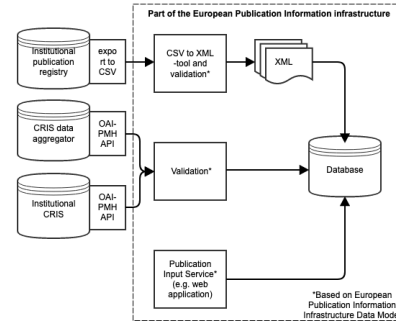 Part of the European Publication Information infrastructure
Institutional
publication
registry
expo
rt to
CSV
CSV to XML
-tool and
validation*
XML
CRIS data
aggregator
OAI-
PMH
API
Validation*
Database
Institutional
CRIS
OAI-
PMH
API
Publication
Input Service*
(e.g. web
application)
*Based on European
Publication Information
Infrastructure Data Mode